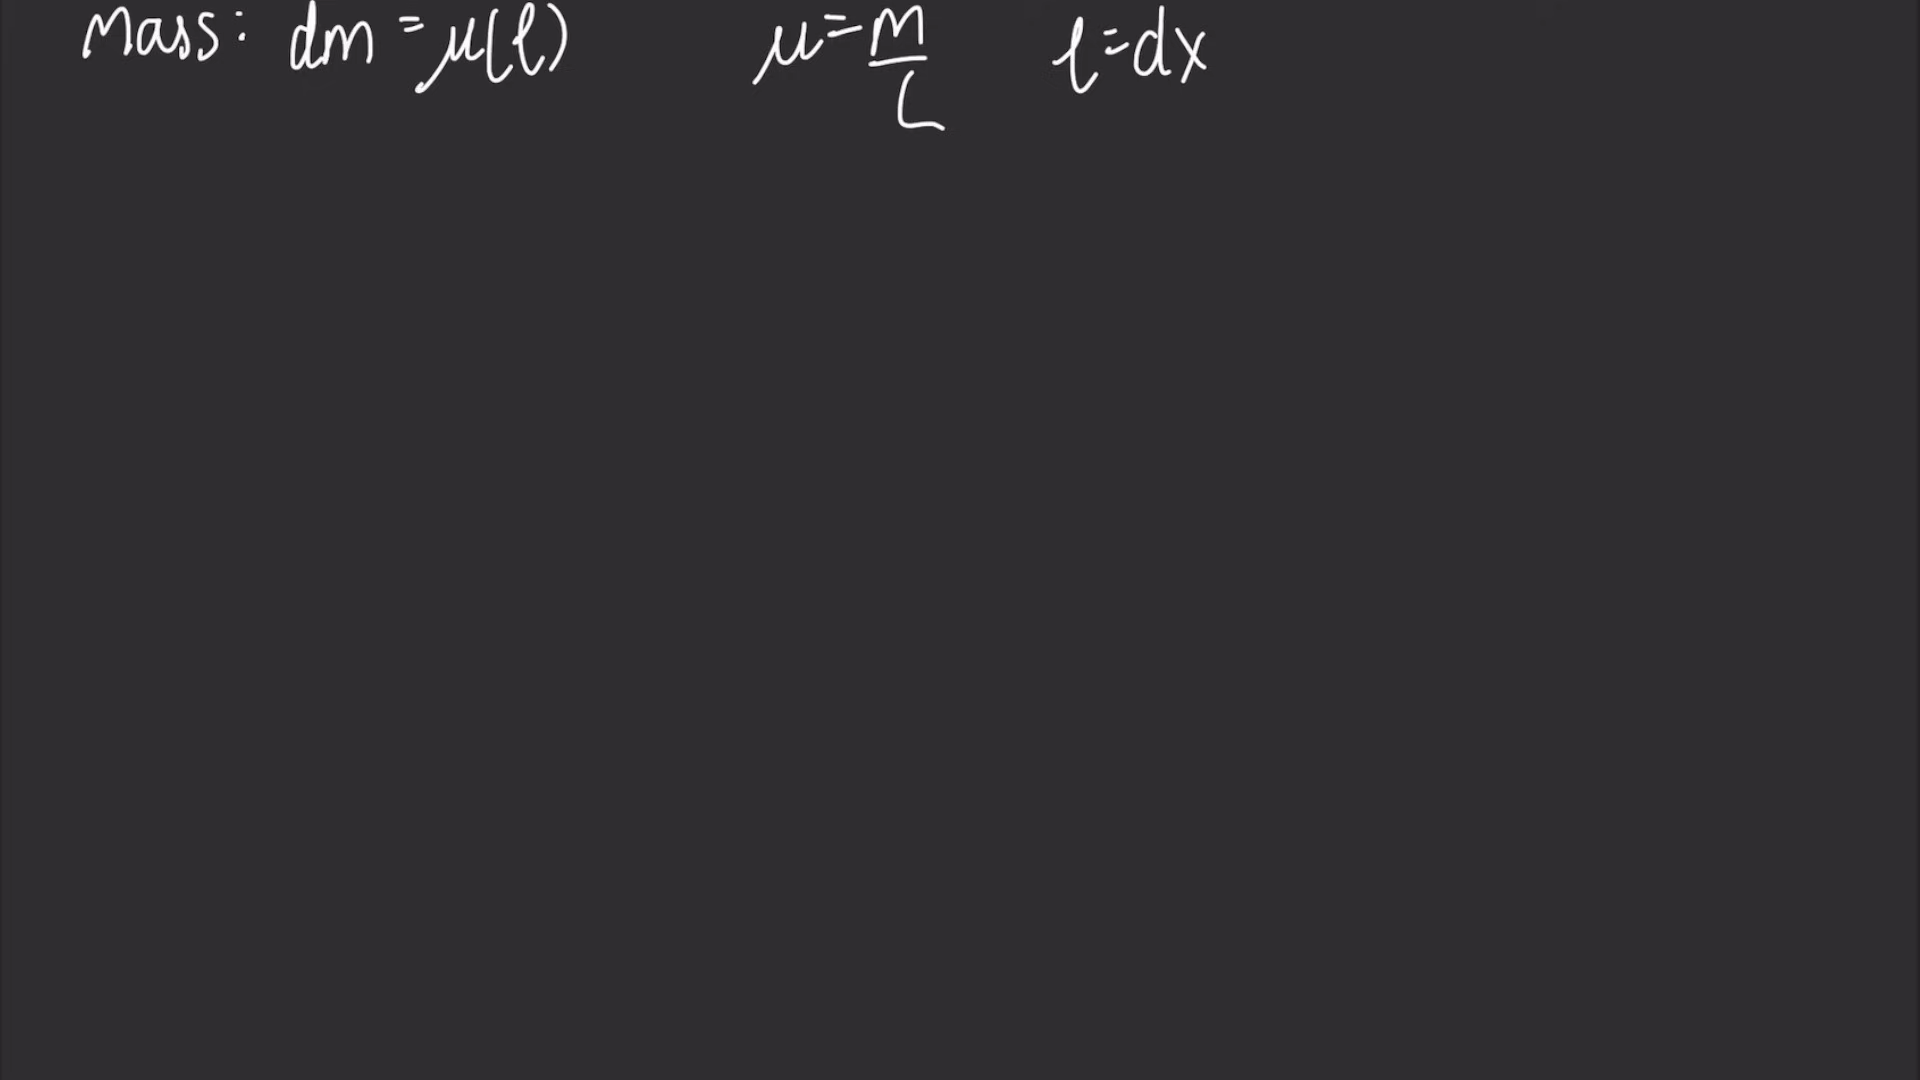 Mass: dm = μ(ℓ) μ = m/L ℓ = dx